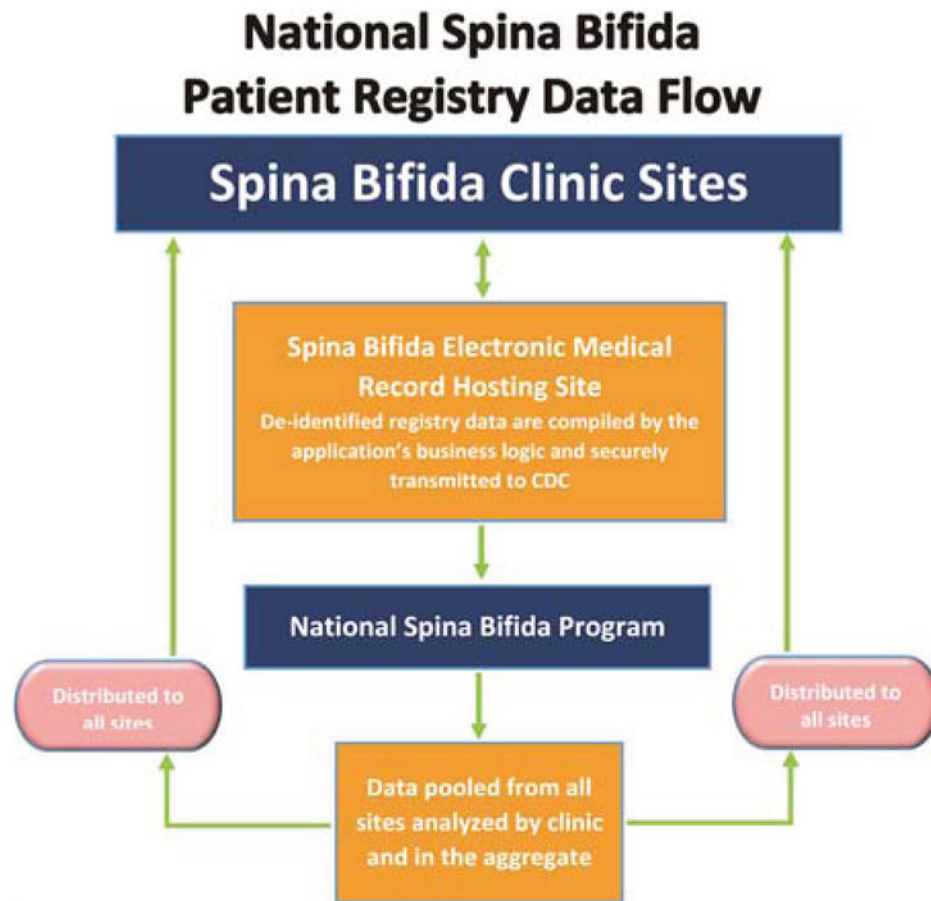 National Spina Bifida
Patient Registry Data Flow
Spina Bifida Clinic Sites
Spina Bifida Electronic Medical
Record Hosting Site
De-identified registry data are compiled by the
application's business logic and securely
transmitted to CDC
National Spina Bifida Program
Distributed to
all sites
Distributed to
all sites
Data pooled from all
sites analyzed by clinic
and in the aggregate